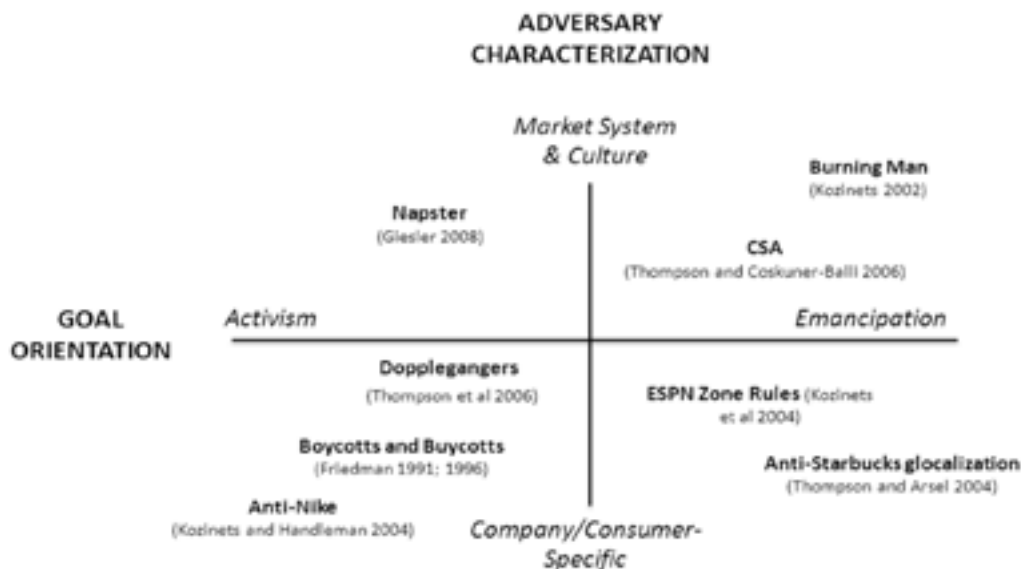 ADVERSARY
CHARACTERIZATION
Market System
& Culture
Burning Man
(Kozinets 2002)
Napster
(Giesler 2008)
CSA
(Thompson and Coskuner-Balli 2006)
GOAL
ORIENTATION
Activism
Emancipation
Dopplegangers
(Thompson et al 2006)
ESPN Zone Rules (Kozinets
et al 2004)
Boycotts and Buycotts
(Friedman 1991; 1996)
Anti-Starbucks glocalization
(Thompson and Arsel 2004)
Anti-Nike
(Kozinets and Handleman 2004)
Company/Consumer-
Specific